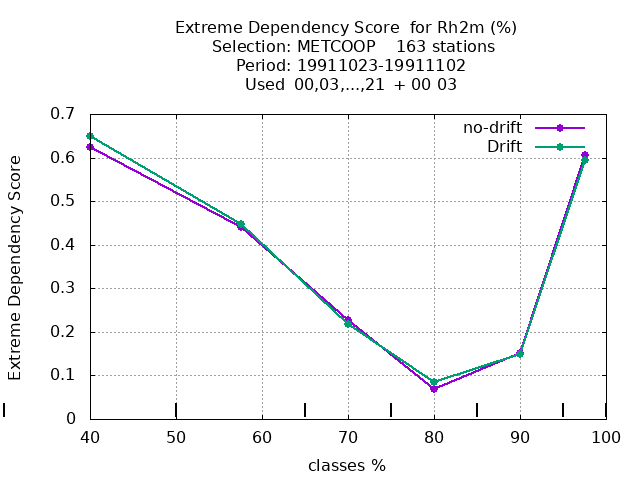 Extreme Dependency Score  for Rh2m (%)
Selection: METCOOP    163 stations
Period: 19911023-19911102
Used  00,03,...,21  + 00 03
no-drift
Drift
Extreme Dependency Score
0.7
0.6
0.5
0.4
0.3
0.2
0.1
0
40 50 60 70 80 90 100
classes %